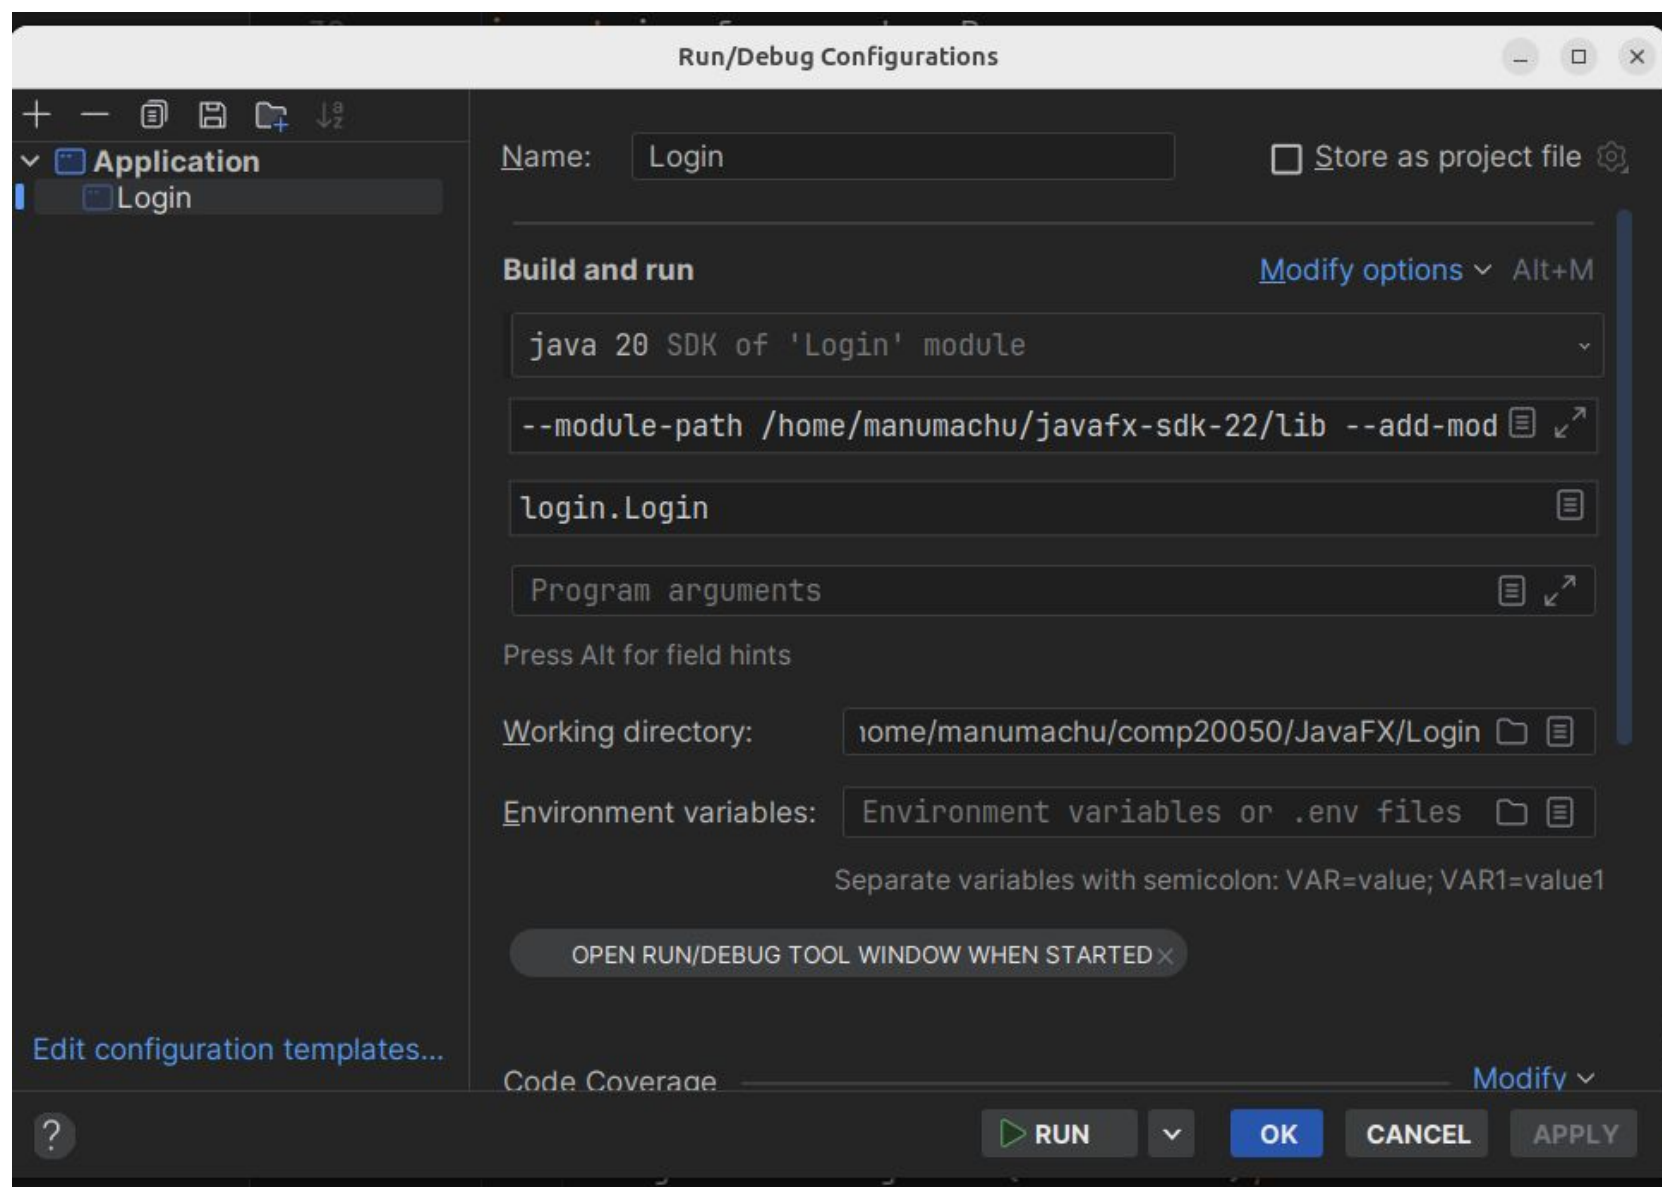 Run/Debug Configurations
Application
Login
Name: Login Store as project file
Build and run Modify options Alt+M
java 20 SDK of 'Login' module
--module-path /home/manumachu/javafx-sdk-22/lib --add-mod
login.Login
Program arguments
Press Alt for field hints
Working directory: home/manumachu/comp20050/JavaFX/Login
Environment variables: Environment variables or .env files
Separate variables with semicolon: VAR=value; VAR1=value1
OPEN RUN/DEBUG TOOL WINDOW WHEN STARTED
Edit configuration templates...
Code Coverage Modify
? RUN OK CANCEL APPLY